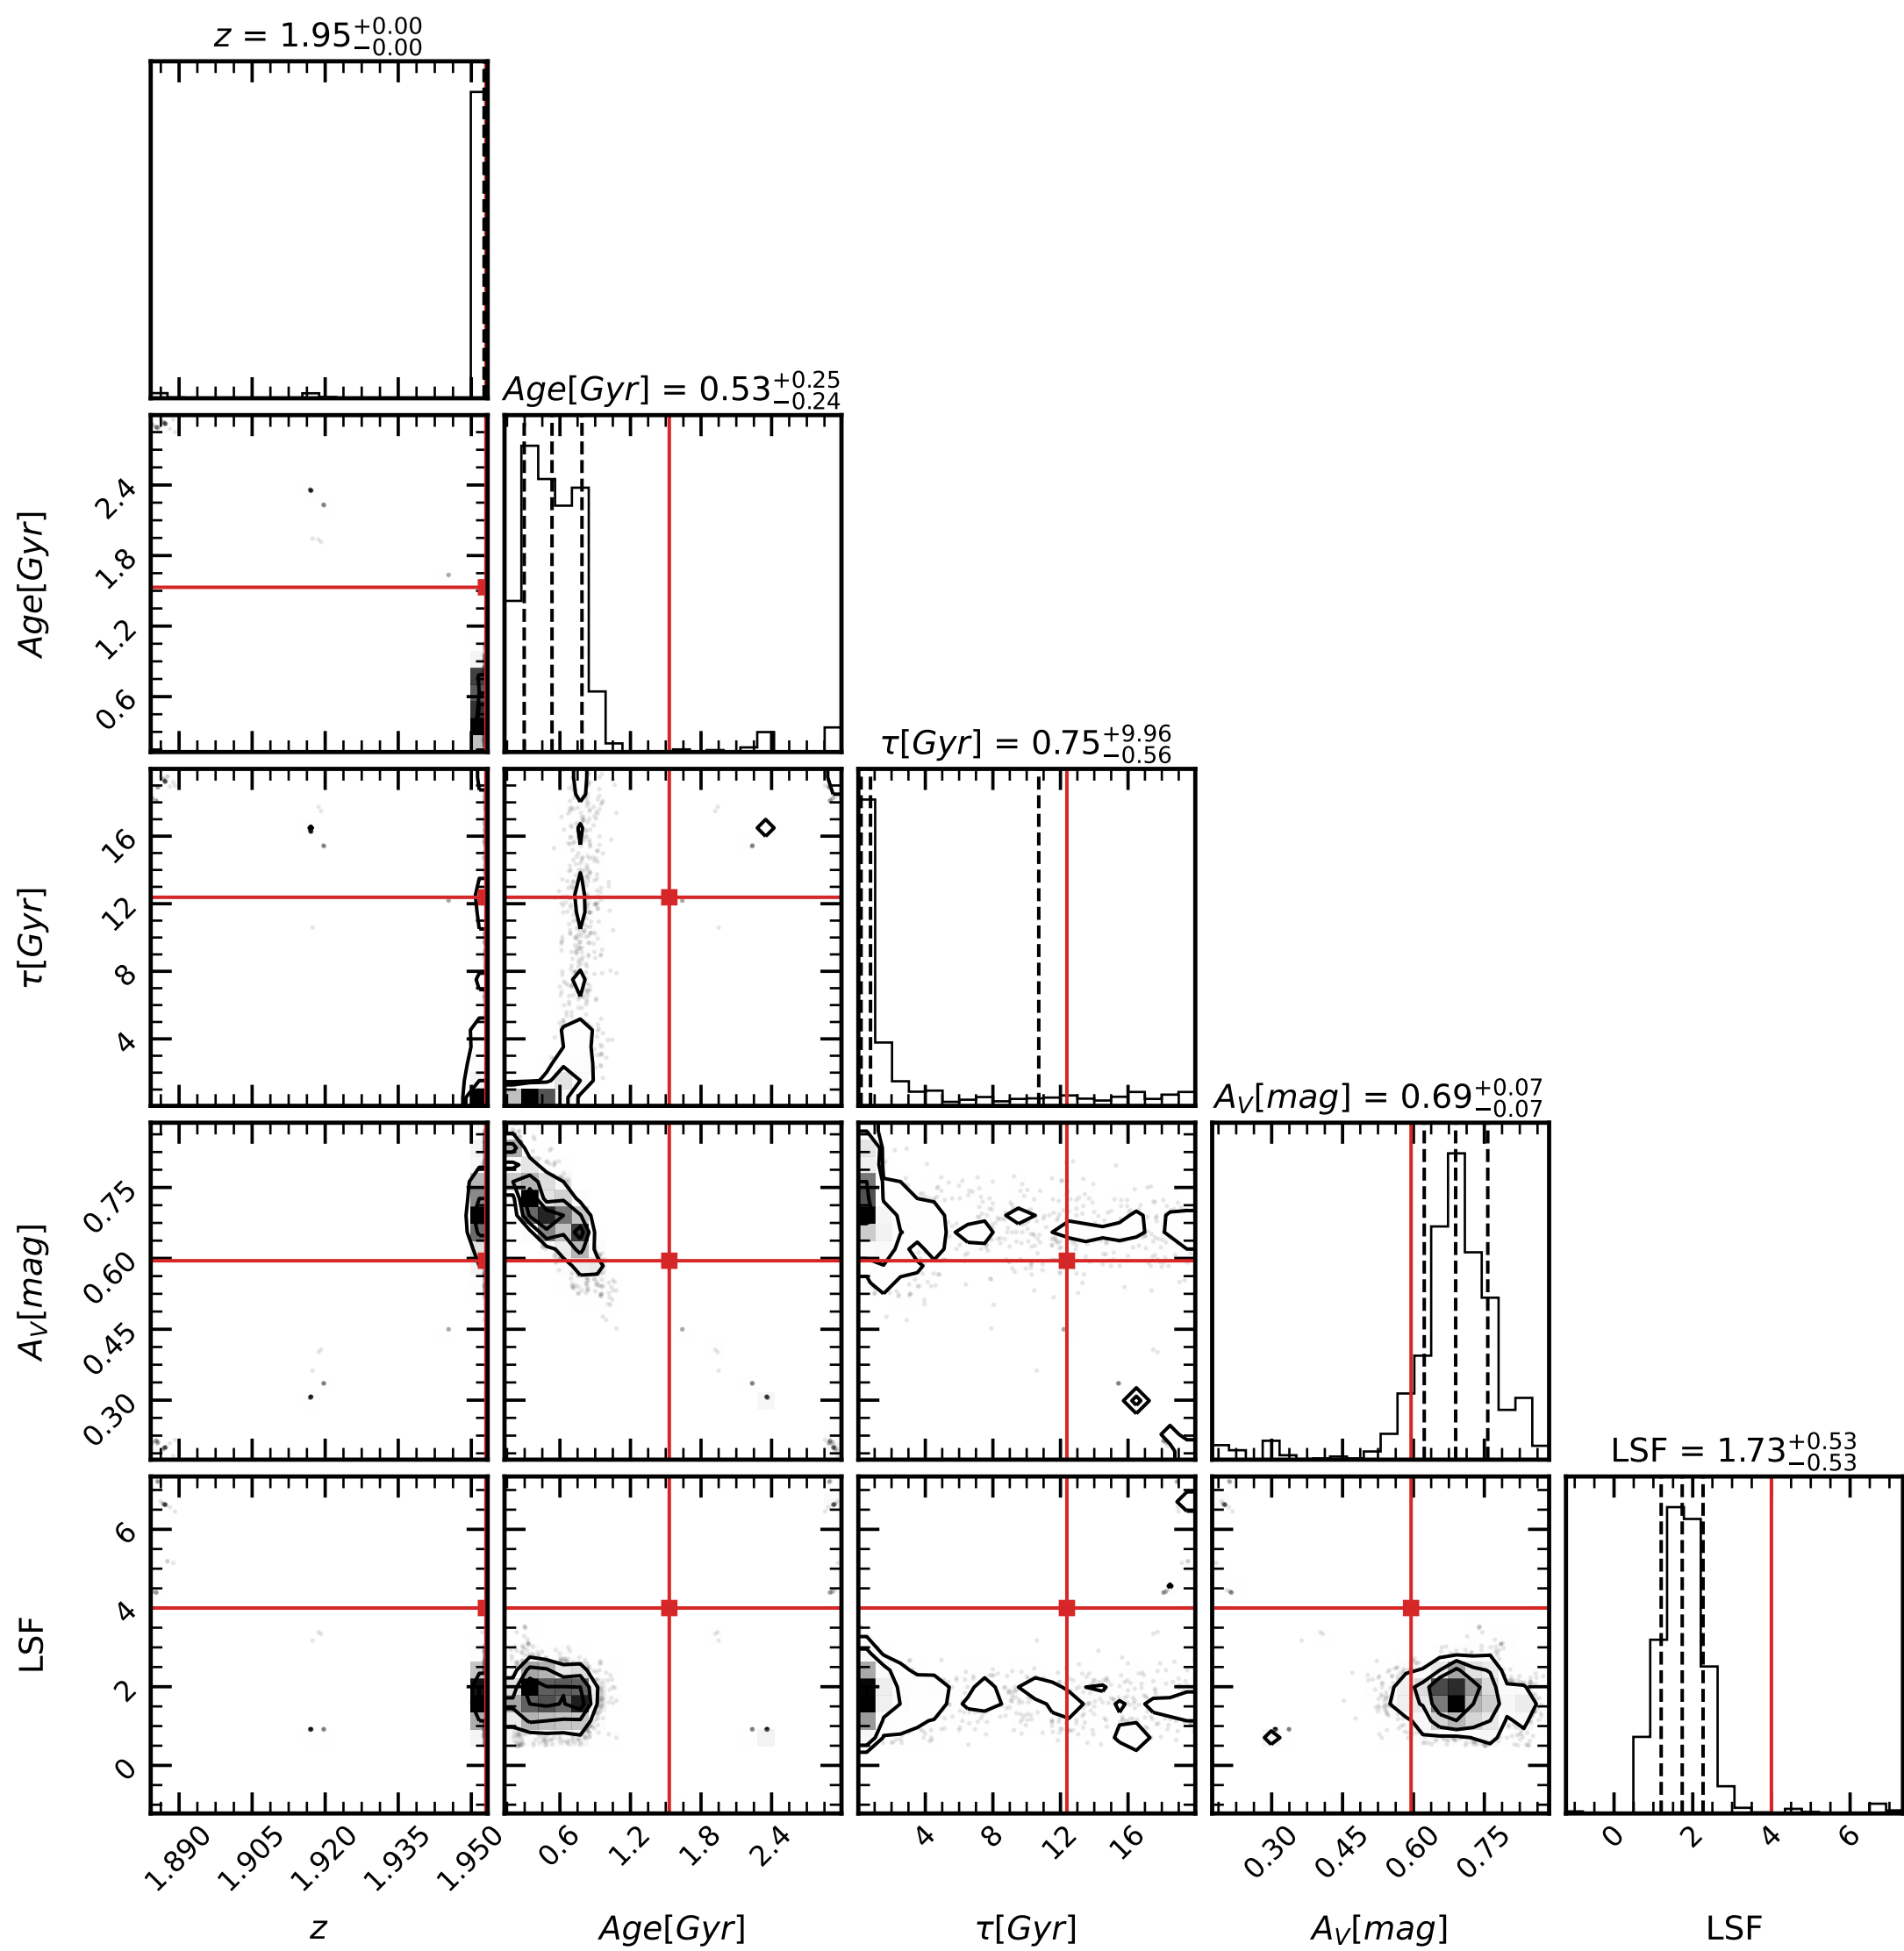 z = 1.95 +0.00 −0.00
Age[Gyr] = 0.53 +0.25 −0.24
τ[Gyr] = 0.75 +9.96 −0.56
A_V[mag] = 0.69 +0.07 −0.07
LSF = 1.73 +0.53 −0.53
Age[Gyr]
2.4
1.8
1.2
0.6
τ[Gyr]
16
12
8
4
A_V[mag]
0.75
0.60
0.45
0.30
LSF
6
4
2
0
1.890 1.905 1.920 1.935 1.950
0.6 1.2 1.8 2.4
4 8 12 16
0.30 0.45 0.60 0.75
0 2 4 6
z
Age[Gyr]
τ[Gyr]
A_V[mag]
LSF